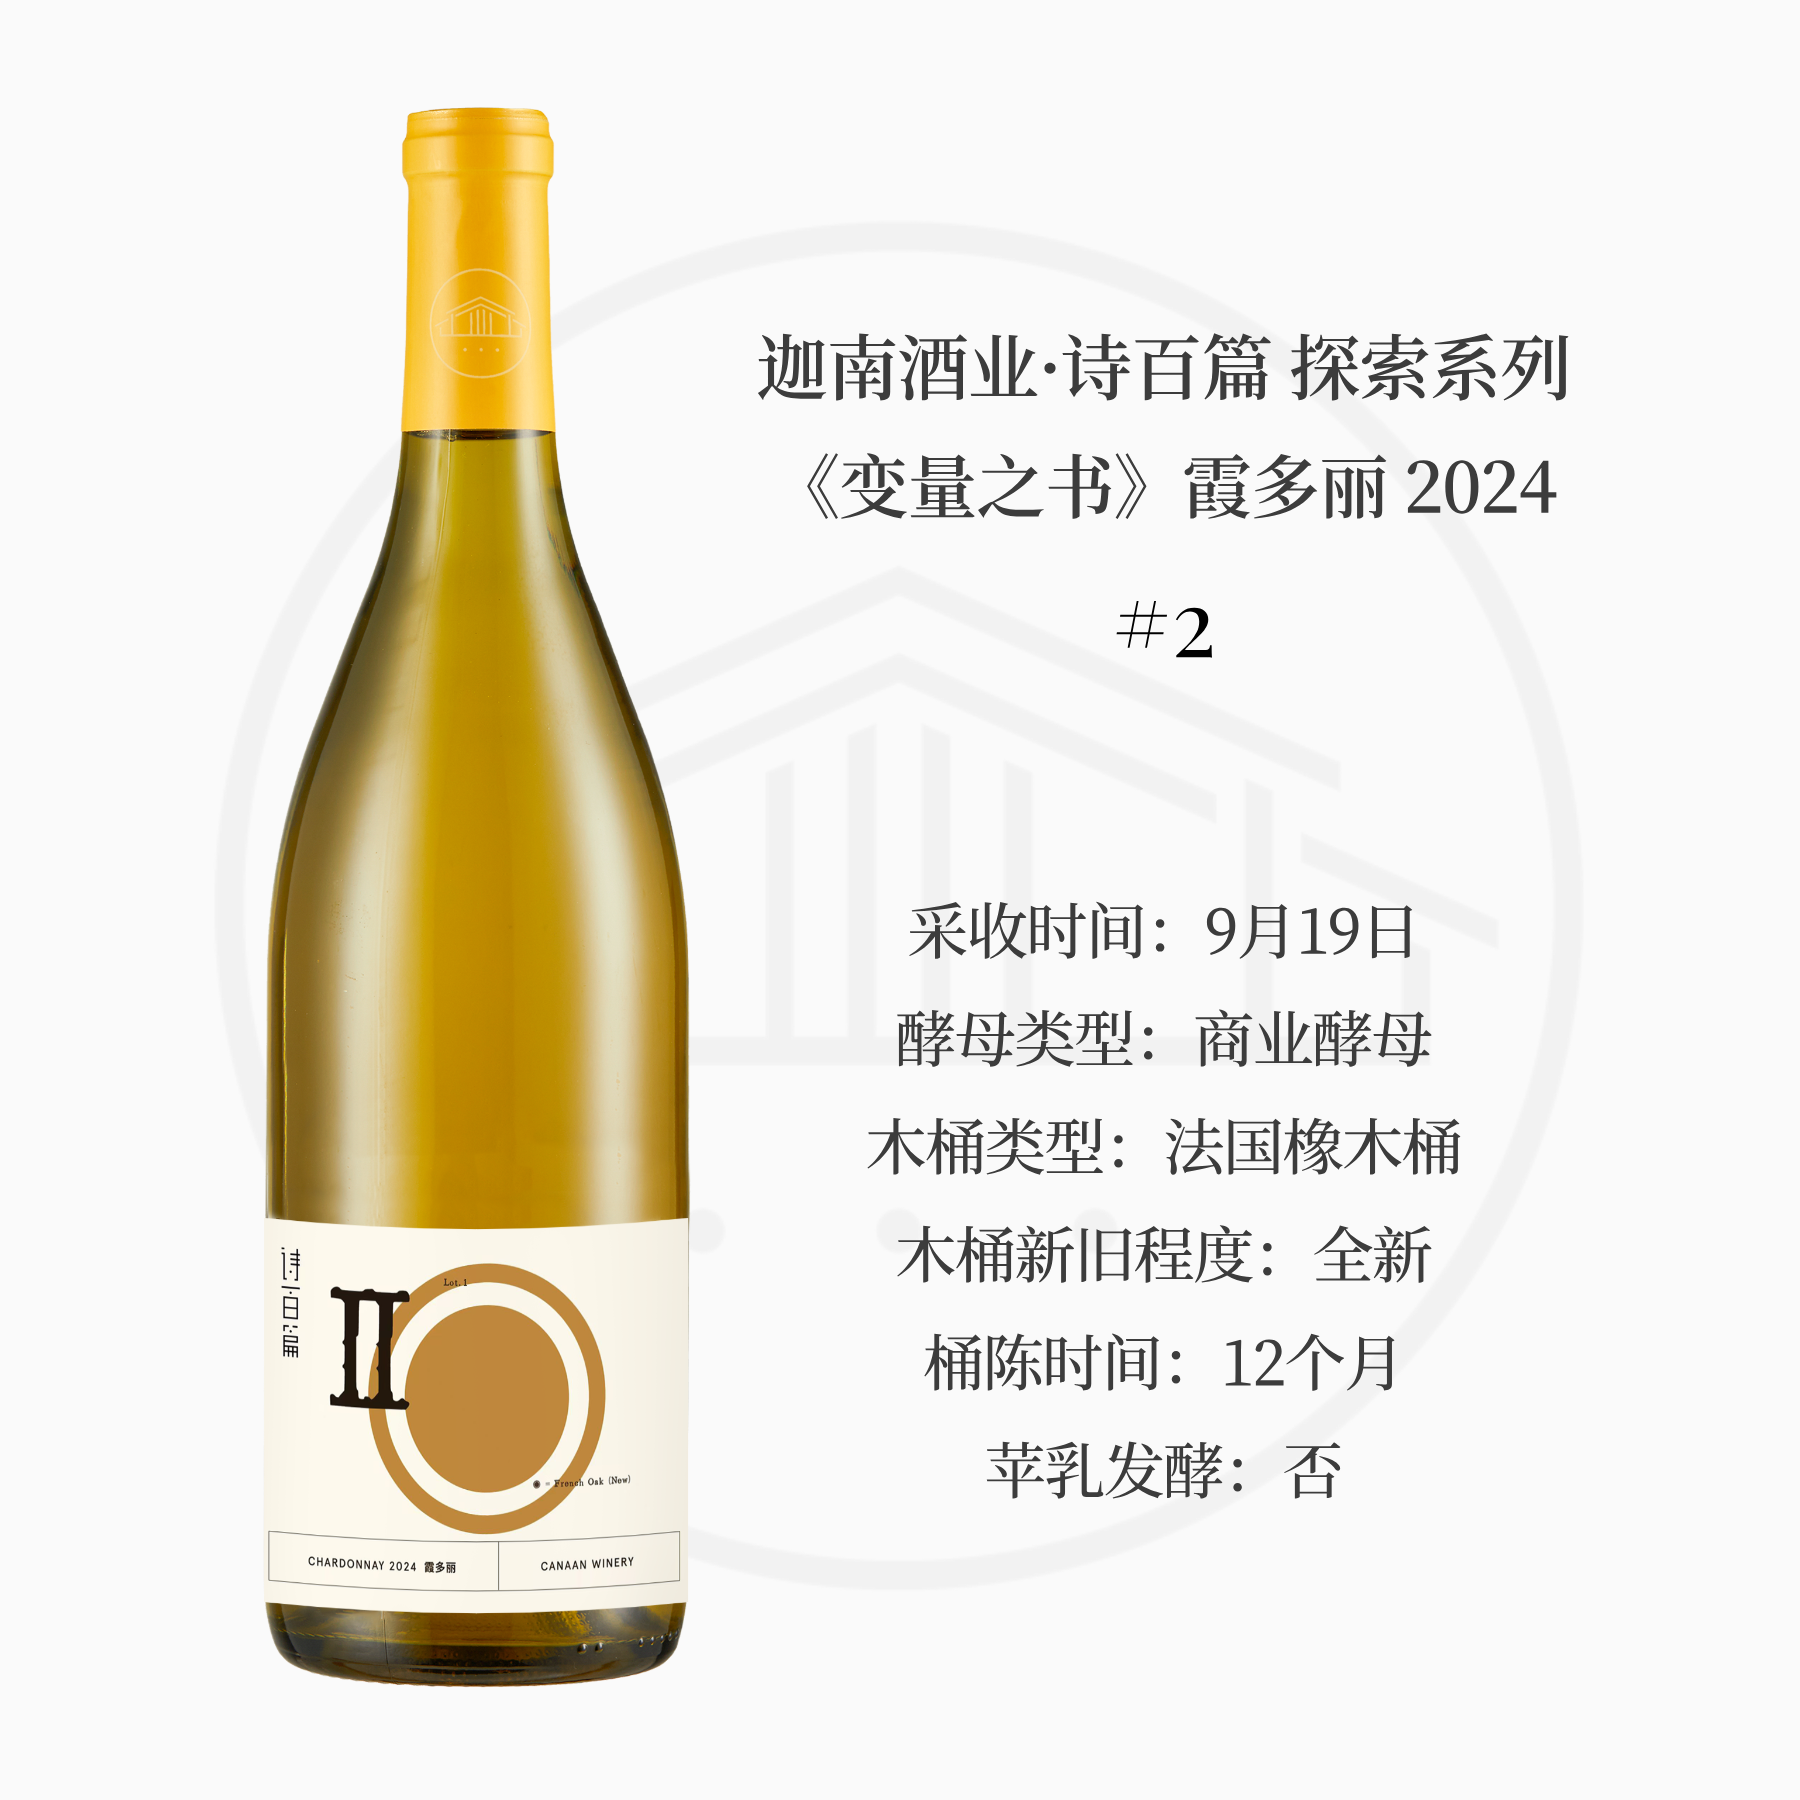 迦南酒业·诗百篇 探索系列
《变量之书》霞多丽 2024
#2
采收时间：9月19日
酵母类型：商业酵母
木桶类型：法国橡木桶
木桶新旧程度：全新
桶陈时间：12个月
苹乳发酵：否
诗百篇
Lot. 1
II
◉ = French Oak (New)
CHARDONNAY 2024 霞多丽
CANAAN WINERY